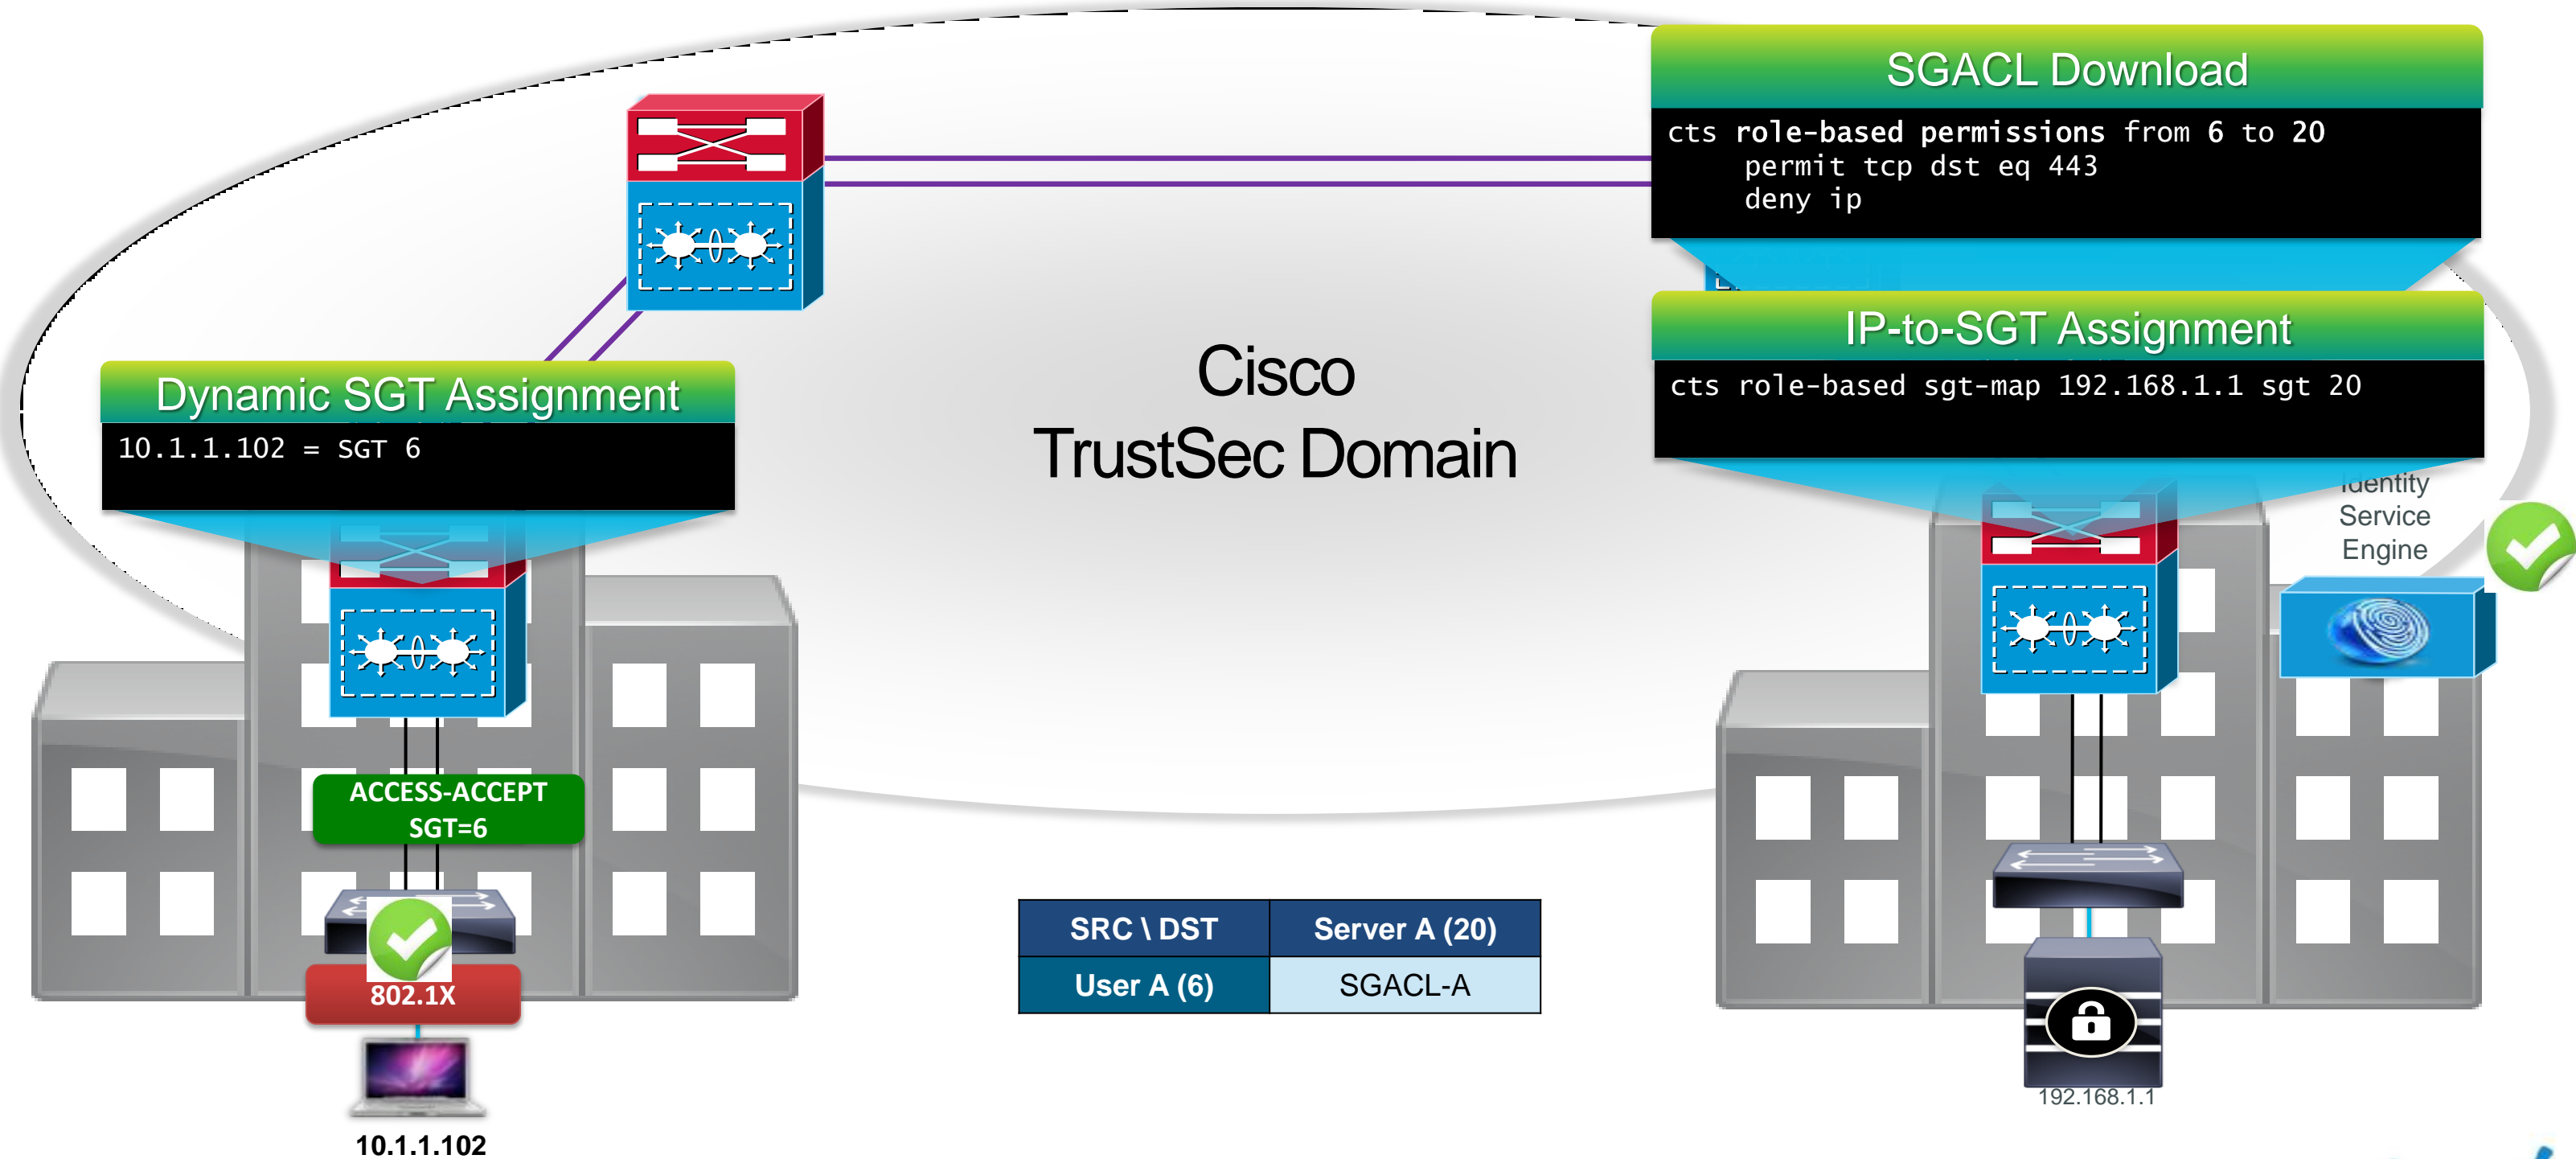 SGACL Download
cts role-based permissions from 6 to 20
permit tcp dst eq 443
deny ip
IP-to-SGT Assignment
cts role-based sgt-map 192.168.1.1 sgt 20
Dynamic SGT Assignment
10.1.1.102 = SGT 6
Cisco
TrustSec Domain
Identity
Service
Engine
ACCESS-ACCEPT
SGT=6
802.1X
10.1.1.102
SRC \ DST Server A (20)
User A (6) SGACL-A
192.168.1.1